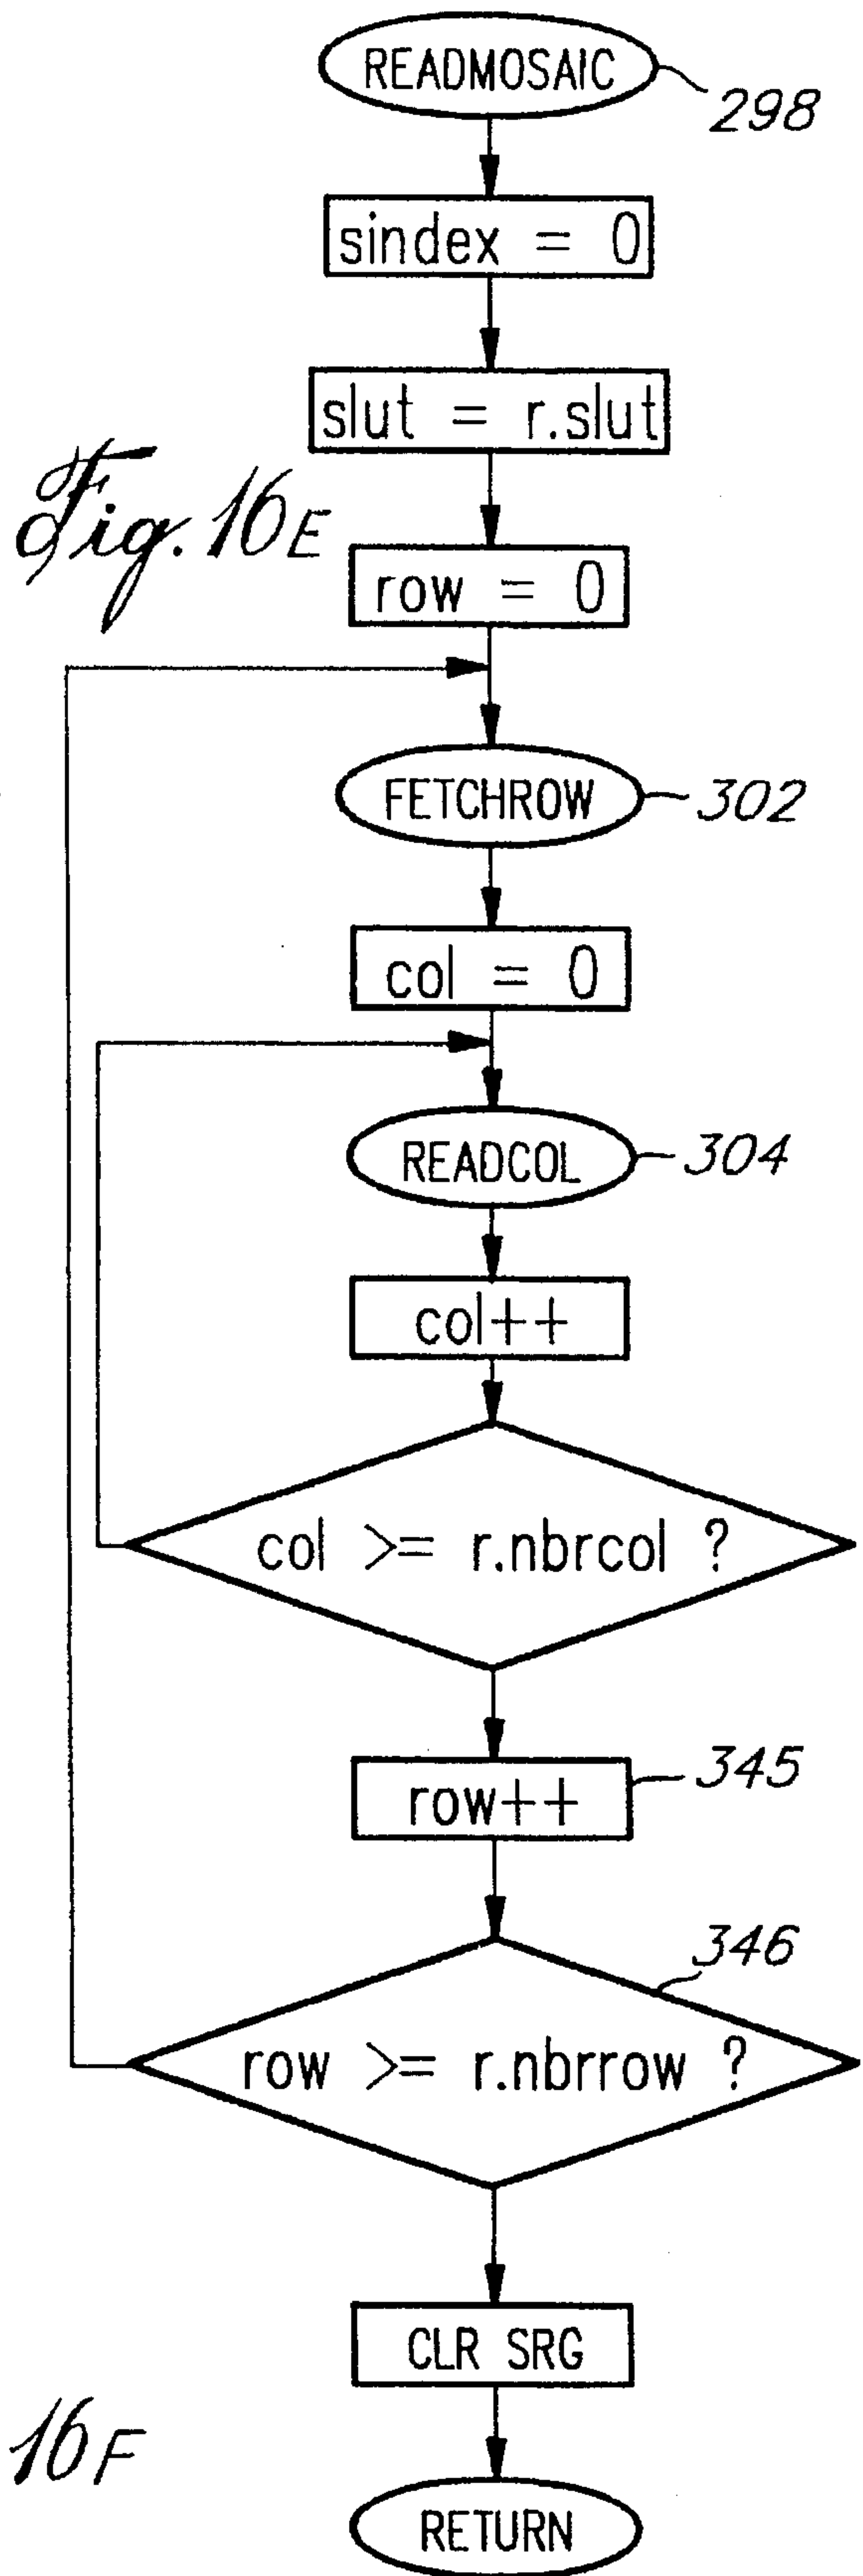 READMOSAIC
298
sindex = 0
slut = r.slut
Fig. 16E
row = 0
FETCHROW
302
col = 0
READCOL
304
col++
col >= r.nbrcol ?
345
row++
346
row >= r.nbrrow ?
CLR SRG
16F
RETURN